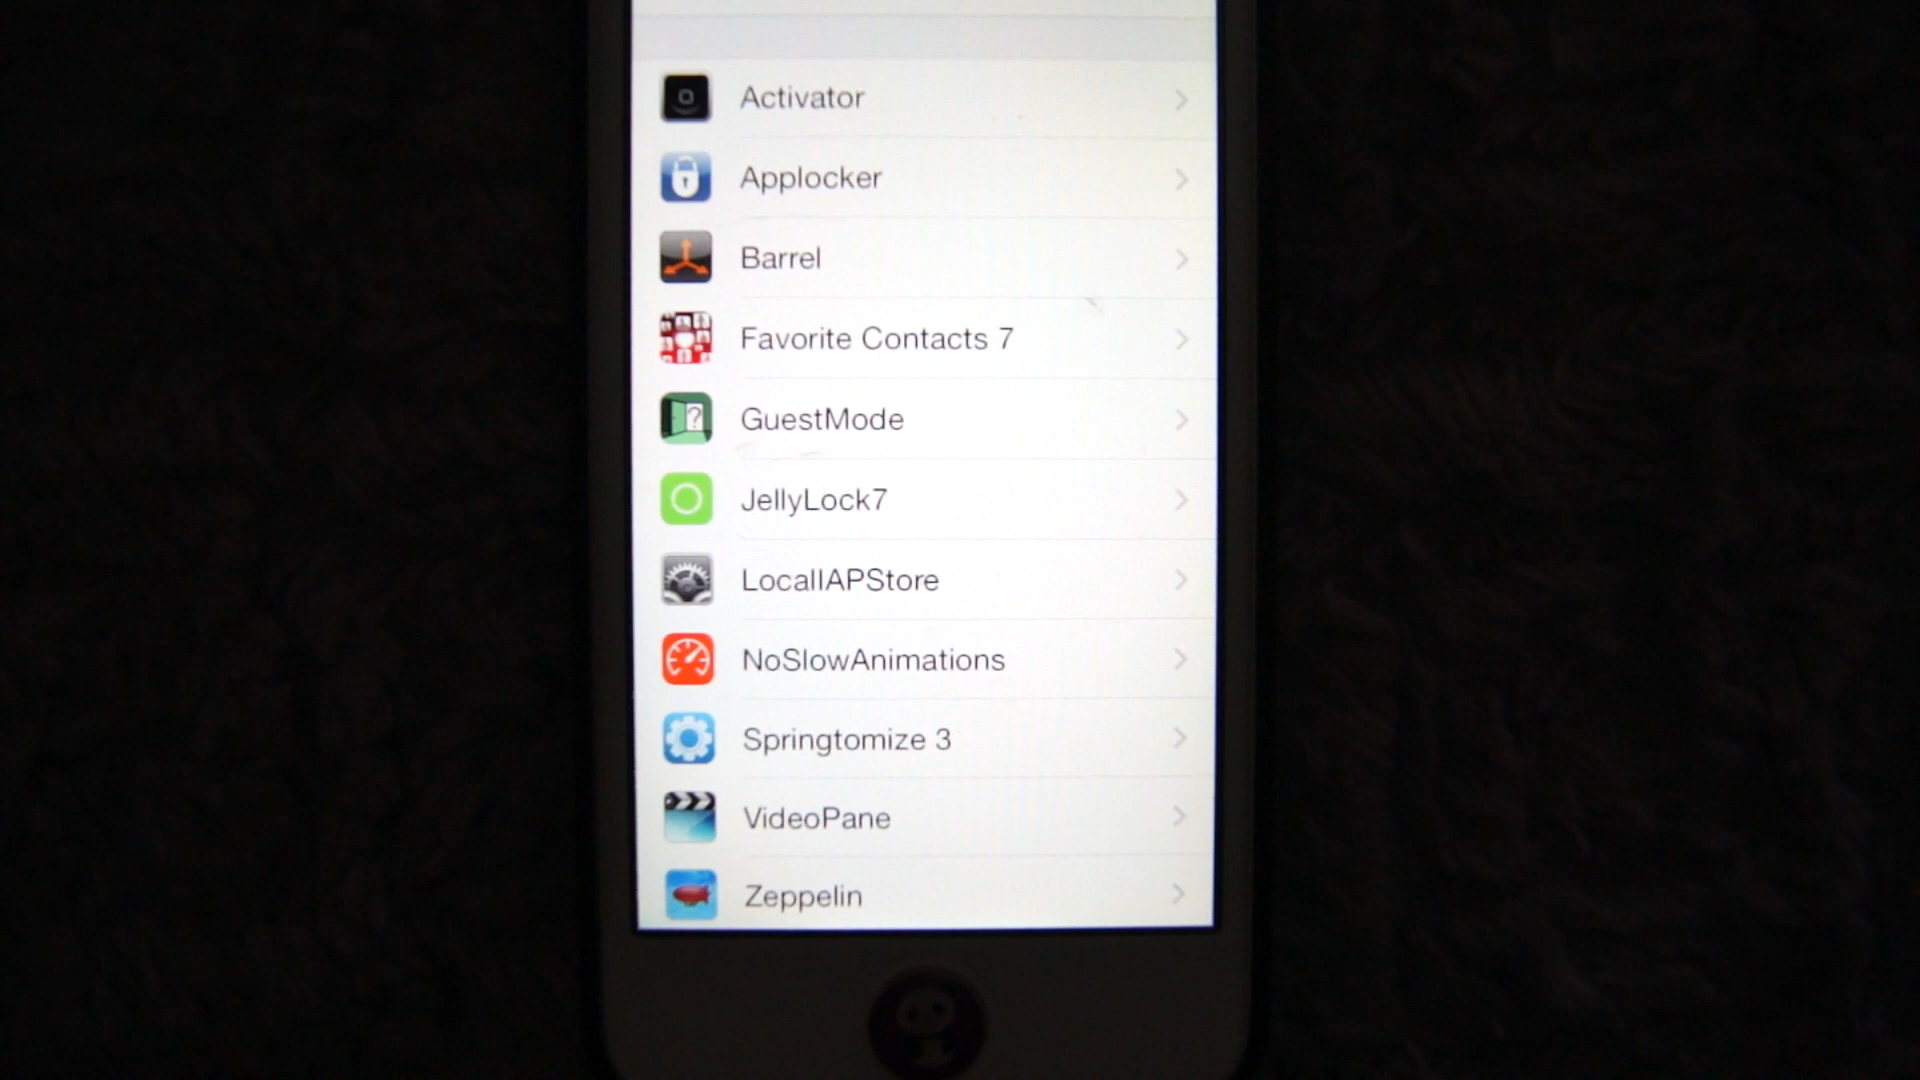 Activator
Applocker
Barrel
Favorite Contacts 7
GuestMode
?
JellyLock7
LocalIAPStore
NoSlowAnimations
Springtomize 3
VideoPane
Zeppelin